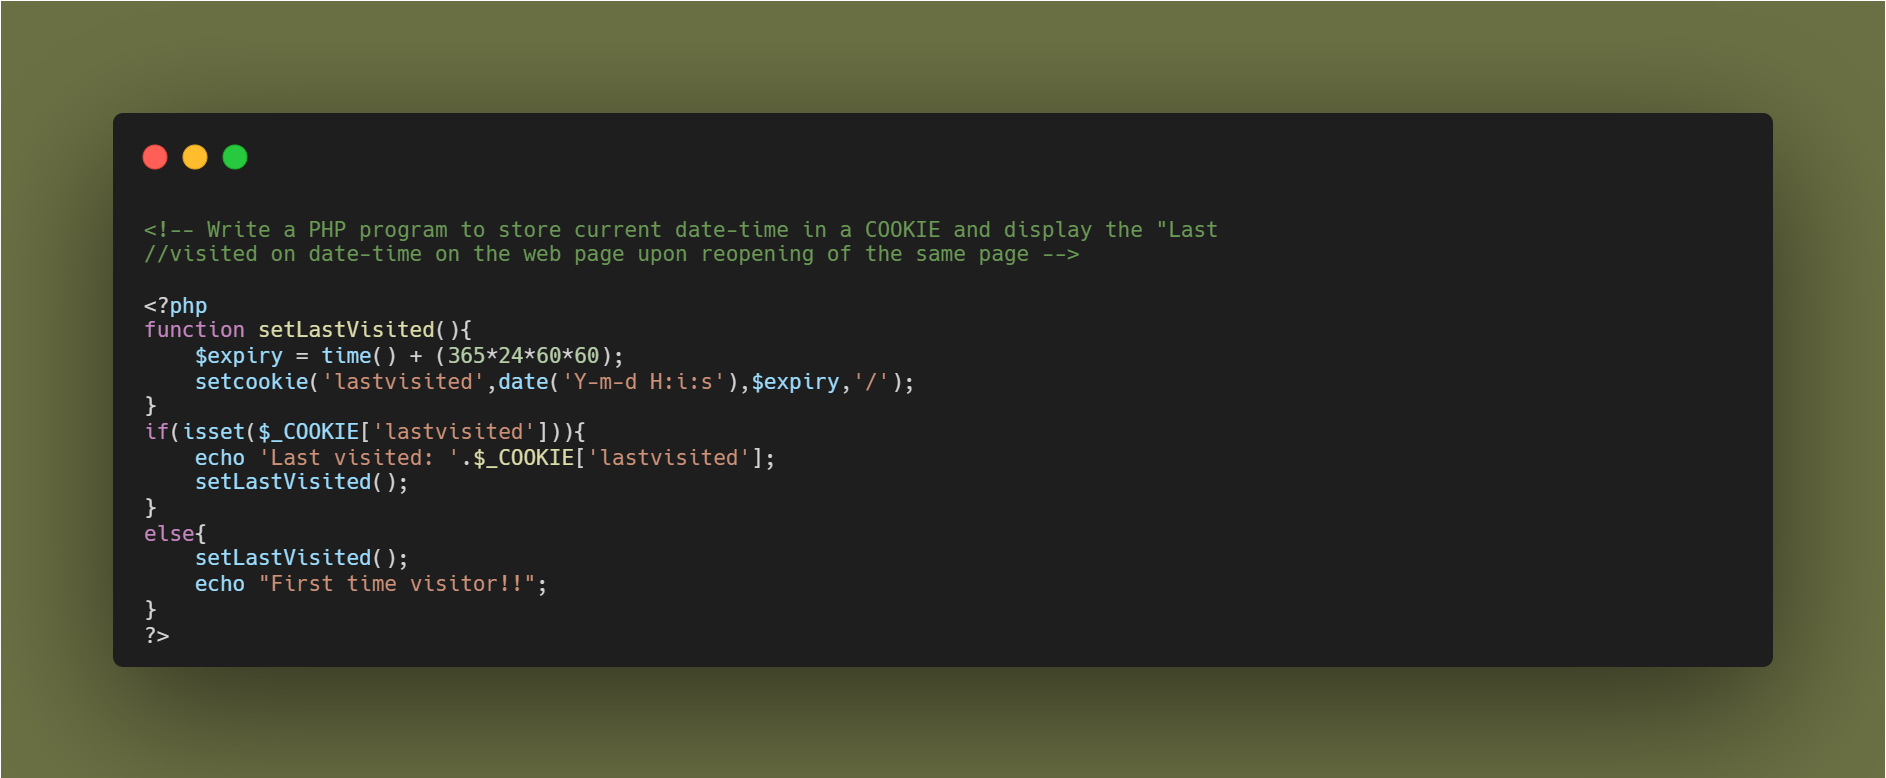 <!-- Write a PHP program to store current date-time in a COOKIE and display the "Last
//visited on date-time on the web page upon reopening of the same page -->
<?php
function setLastVisited(){
    $expiry = time() + (365*24*60*60);
    setcookie('lastvisited',date('Y-m-d H:i:s'),$expiry,'/');
}
if(isset($_COOKIE['lastvisited'])){
    echo 'Last visited: '.$_COOKIE['lastvisited'];
    setLastVisited();
}
else{
    setLastVisited();
    echo "First time visitor!!";
}
?>